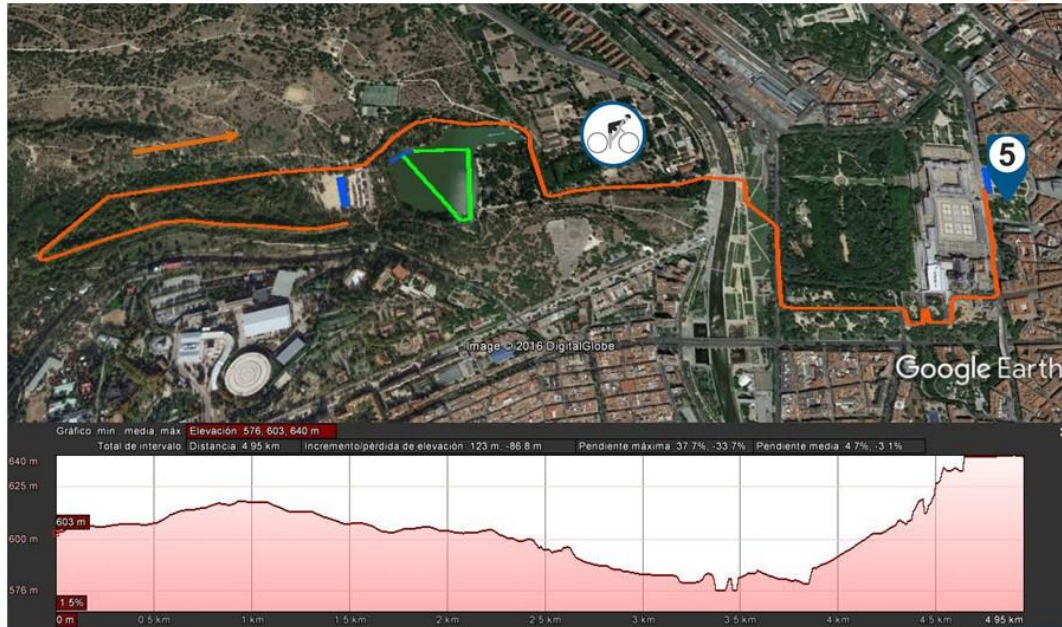 5
Image © 2016 DigitalGlobe
Google Earth
Gráfico: mín., media, máx. Elevación: 576, 603, 640 m
Total de intervalo: Distancia: 4.95 km Incremento/pérdida de elevación: 123 m, -86.8 m Pendiente máxima: 37.7%, -33.7% Pendiente media: 4.7%, -3.1%
640 m
625 m
603 m
600 m
576 m
1.5%
0 m 0.5 km 1 km 1.5 km 2 km 2.5 km 3 km 3.5 km 4 km 4.5 km 4.95 km